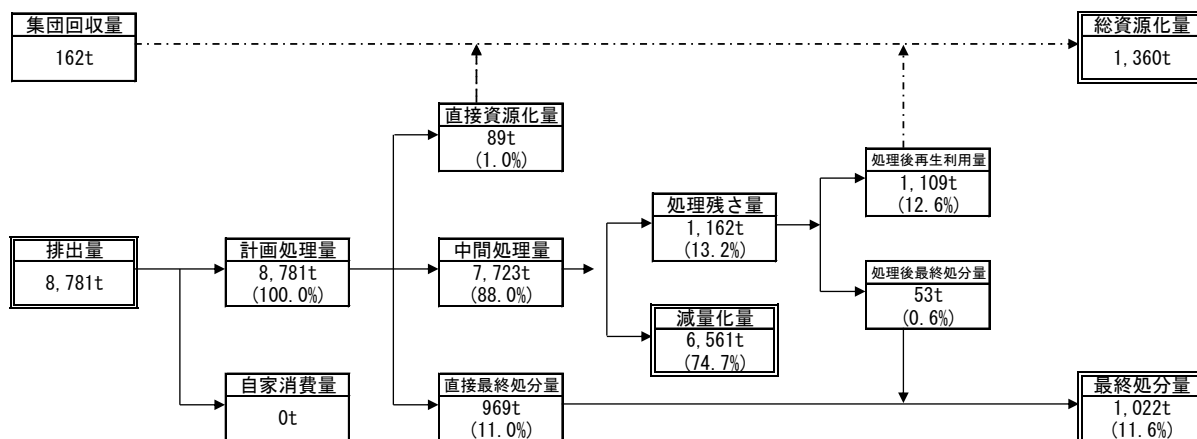 集団回収量
162t
総資源化量
1,360t
直接資源化量
89t
(1.0%)
処理後再生利用量
1,109t
(12.6%)
処理残さ量
1,162t
(13.2%)
排出量
8,781t
計画処理量
8,781t
(100.0%)
中間処理量
7,723t
(88.0%)
処理後最終処分量
53t
(0.6%)
減量化量
6,561t
(74.7%)
自家消費量
0t
直接最終処分量
969t
(11.0%)
最終処分量
1,022t
(11.6%)